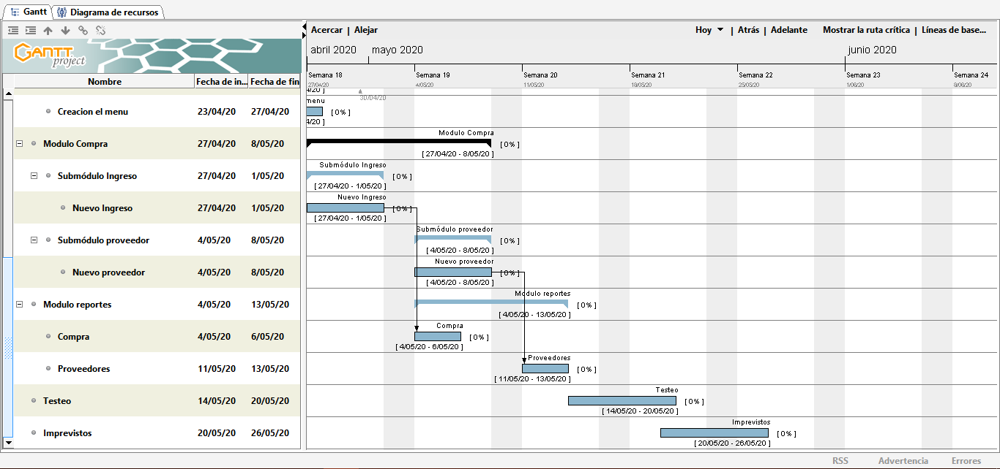 Gantt
Diagrama de recursos
Acercar | Alejar
Hoy | Atrás | Adelante
Mostrar la ruta crítica | Líneas de base...
GANTT
project
abril 2020
mayo 2020
junio 2020
Semana 18
Semana 19
Semana 20
Semana 21
Semana 22
Semana 23
Semana 24
27/04/20
4/05/20
11/05/20
18/05/20
25/05/20
1/06/20
8/06/20
Nombre
Fecha de in...
Fecha de fin
30/04/20
Creacion el menu
23/04/20
27/04/20
menu
[ 0% ]
4/20 ]
Modulo Compra
27/04/20
8/05/20
Modulo Compra
[ 0% ]
[ 27/04/20 - 8/05/20 ]
Submódulo Ingreso
27/04/20
1/05/20
Submódulo Ingreso
[ 0% ]
[ 27/04/20 - 1/05/20 ]
Nuevo Ingreso
27/04/20
1/05/20
Nuevo Ingreso
[ 0% ]
[ 27/04/20 - 1/05/20 ]
Submódulo proveedor
4/05/20
8/05/20
Submódulo proveedor
[ 0% ]
[ 4/05/20 - 8/05/20 ]
Nuevo proveedor
4/05/20
8/05/20
Nuevo proveedor
[ 0% ]
[ 4/05/20 - 8/05/20 ]
Modulo reportes
4/05/20
13/05/20
Modulo reportes
[ 0% ]
[ 4/05/20 - 13/05/20 ]
Compra
4/05/20
6/05/20
Compra
[ 0% ]
[ 4/05/20 - 6/05/20 ]
Proveedores
11/05/20
13/05/20
Proveedores
[ 0% ]
[ 11/05/20 - 13/05/20 ]
Testeo
14/05/20
20/05/20
Testeo
[ 0% ]
[ 14/05/20 - 20/05/20 ]
Imprevistos
20/05/20
26/05/20
Imprevistos
[ 0% ]
[ 20/05/20 - 26/05/20 ]
RSS
Advertencia
Errores